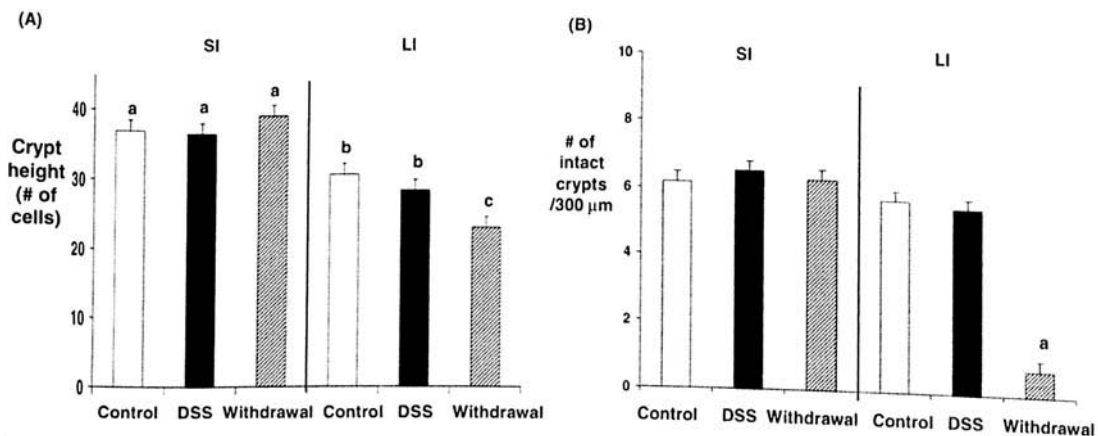 (A)
SI LI
a a a b b c
Crypt
height
(# of
cells)
40
30
20
10
0
Control DSS Withdrawal Control DSS Withdrawal
(B)
SI LI
# of
intact
crypts
/300 μm
10
8
6
4
2
0
a
Control DSS Withdrawal Control DSS Withdrawal